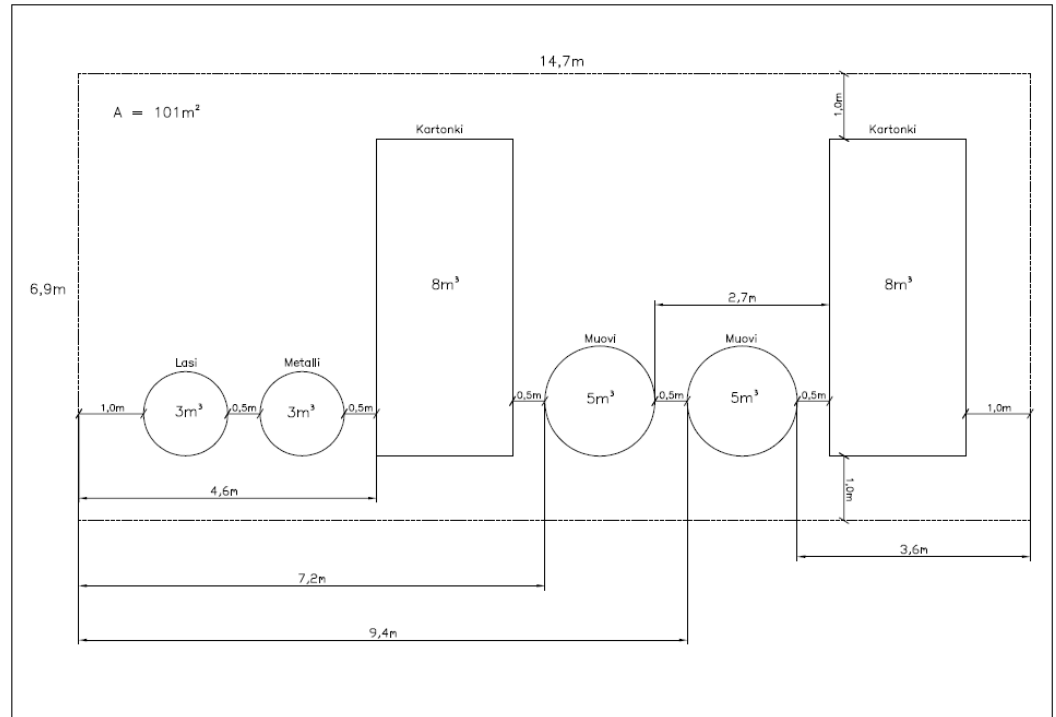 14,7m
A = 101m²
1,0m
Kartonki
Kartonki
6,9m
8m³
8m³
2,7m
Muovi
Muovi
Lasi
Metalli
1,0m
3m³
0,5m
3m³
0,5m
0,5m
5m³
0,5m
5m³
0,5m
1,0m
4,6m
1,0m
3,6m
7,2m
9,4m